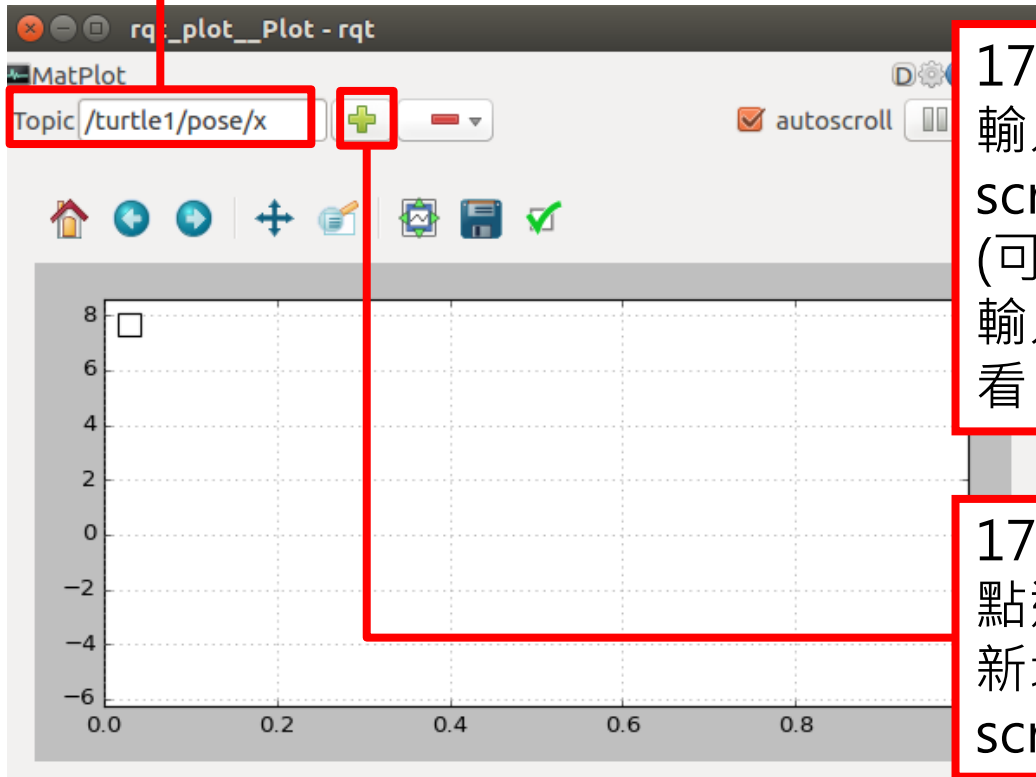 rqt_plot__Plot - rqt
MatPlot
D
Topic /turtle1/pose/x
autoscroll
8
6
4
2
0
−2
−4
−6
0.0 0.2 0.4 0.6 0.8
17
輸
scr
(可
輸
看
17
點
新
scr